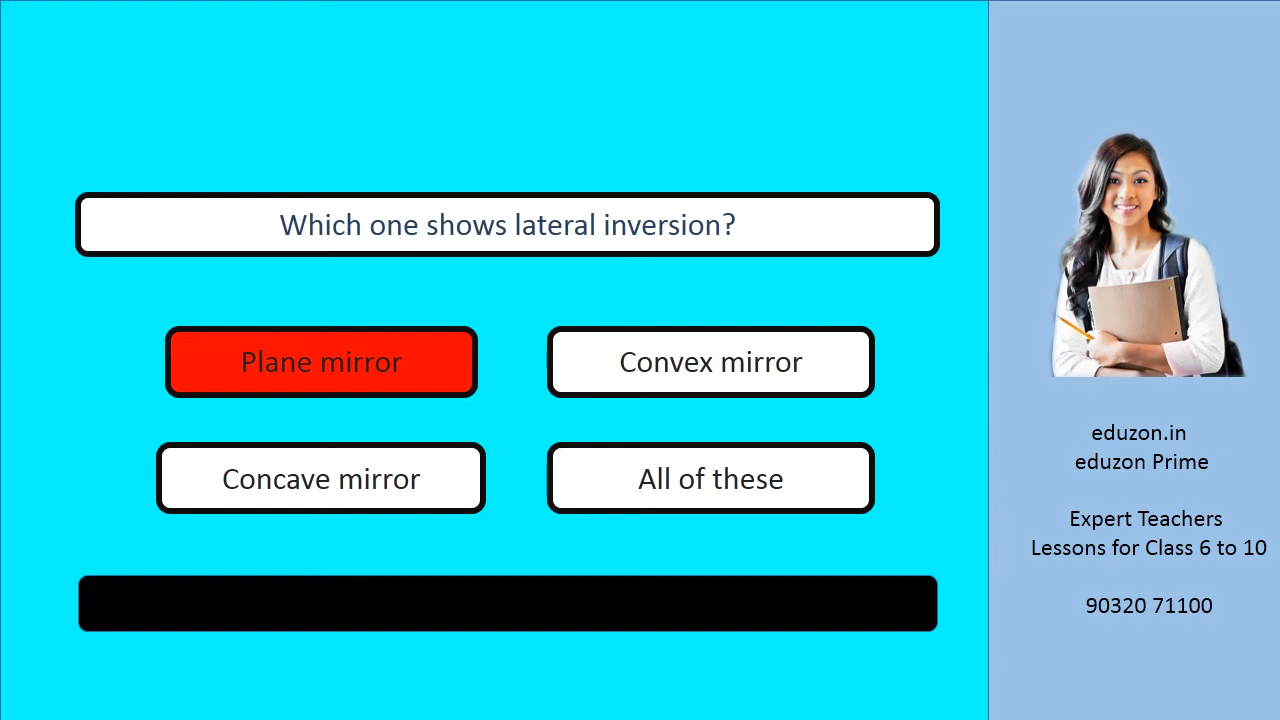 Which one shows lateral inversion?
Plane mirror
Convex mirror
Concave mirror
All of these
eduzon.in
eduzon Prime
Expert Teachers
Lessons for Class 6 to 10
90320 71100